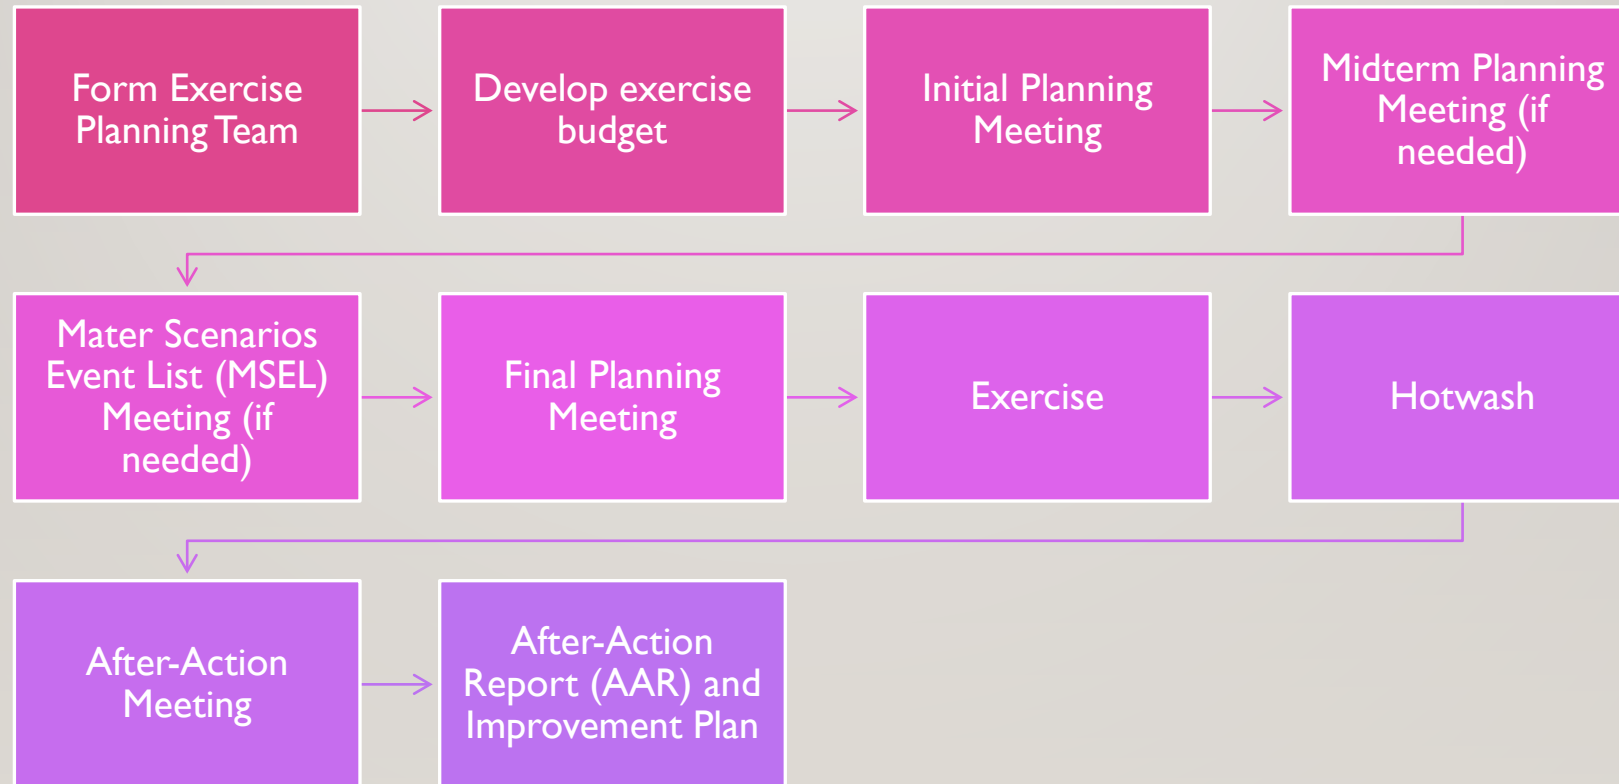 Form Exercise
Planning Team
Develop exercise
budget
Initial Planning
Meeting
Midterm Planning
Meeting (if
needed)
Mater Scenarios
Event List (MSEL)
Meeting (if
needed)
Final Planning
Meeting
Exercise
Hotwash
After-Action
Meeting
After-Action
Report (AAR) and
Improvement Plan